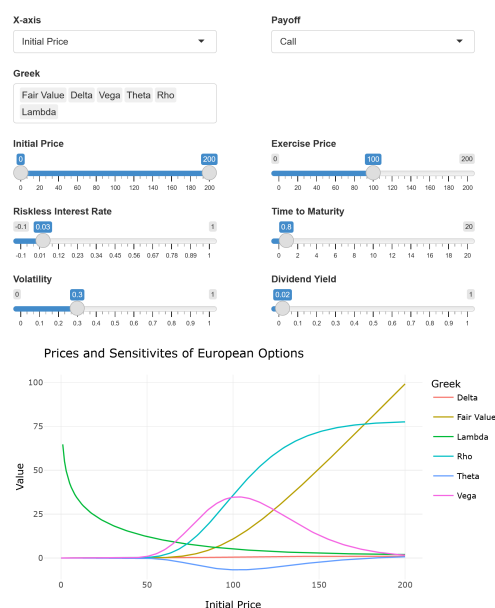 X-axis
Payoff
Initial Price
Call
Greek
Fair Value Delta Vega Theta Rho
Lambda
Initial Price
Exercise Price
0 200
0 100 200
0 20 40 60 80 100 120 140 160 180 200
0 20 40 60 80 100 120 140 160 180 200
Riskless Interest Rate
Time to Maturity
-0.1 0.03 1
0.8 20
-0.1 0.01 0.12 0.23 0.34 0.45 0.56 0.67 0.78 0.89 1
0 2 4 6 8 10 12 14 16 18 20
Volatility
Dividend Yield
0 0.3 1
0.02 1
0 0.1 0.2 0.3 0.4 0.5 0.6 0.7 0.8 0.9 1
0 0.1 0.2 0.3 0.4 0.5 0.6 0.7 0.8 0.9 1
Prices and Sensitivites of European Options
Greek
Delta
Fair Value
Lambda
Rho
Theta
Vega
Value
100
75
50
25
0
0 50 100 150 200
Initial Price